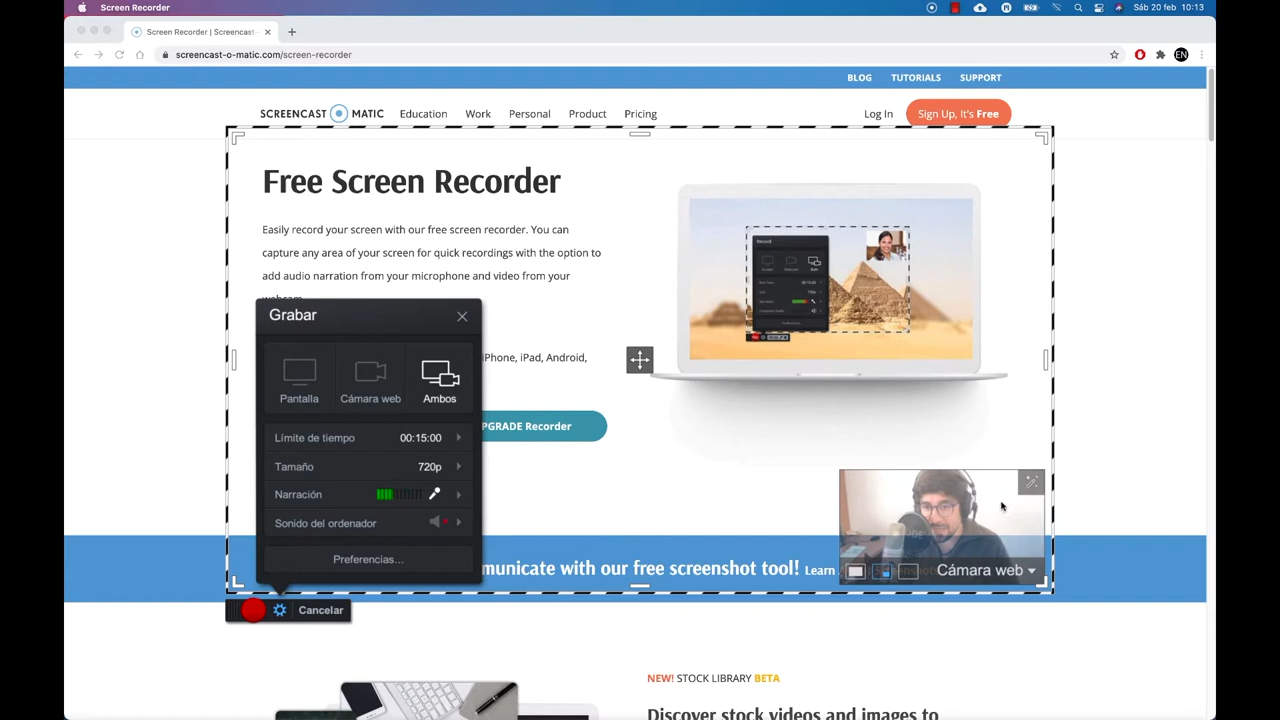 Screen Recorder
Sáb 20 feb 10:13
Screen Recorder | Screencast-
screencast-o-matic.com/screen-recorder
EN
BLOG TUTORIALS SUPPORT
SCREENCAST MATIC Education Work Personal Product Pricing Log In Sign Up, It's Free
Free Screen Recorder
Easily record your screen with our free screen recorder. You can
capture any area of your screen for quick recordings with the option to
add audio narration from your microphone and video from your
webcam.
iPhone, iPad, Android,
PGRADE Recorder
Record
Grabar
Pantalla Cámara web Ambos
Límite de tiempo 00:15:00
Tamaño 720p
Narración
Sonido del ordenador
Preferencias...
Cámara web
municate with our free screenshot tool! Learn
Cancelar
NEW! STOCK LIBRARY BETA
Discover stock videos and images to